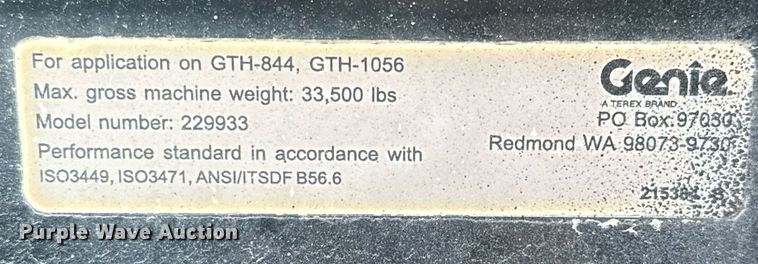 For application on GTH-844, GTH-1056
Max. gross machine weight: 33,500 lbs
Model number: 229933
Performance standard in accordance with
ISO3449, ISO3471, ANSI/ITSDF B56.6
Genie
A TEREX BRAND
PO Box 97030
Redmond WA 98073-9730
Purple Wave Auction